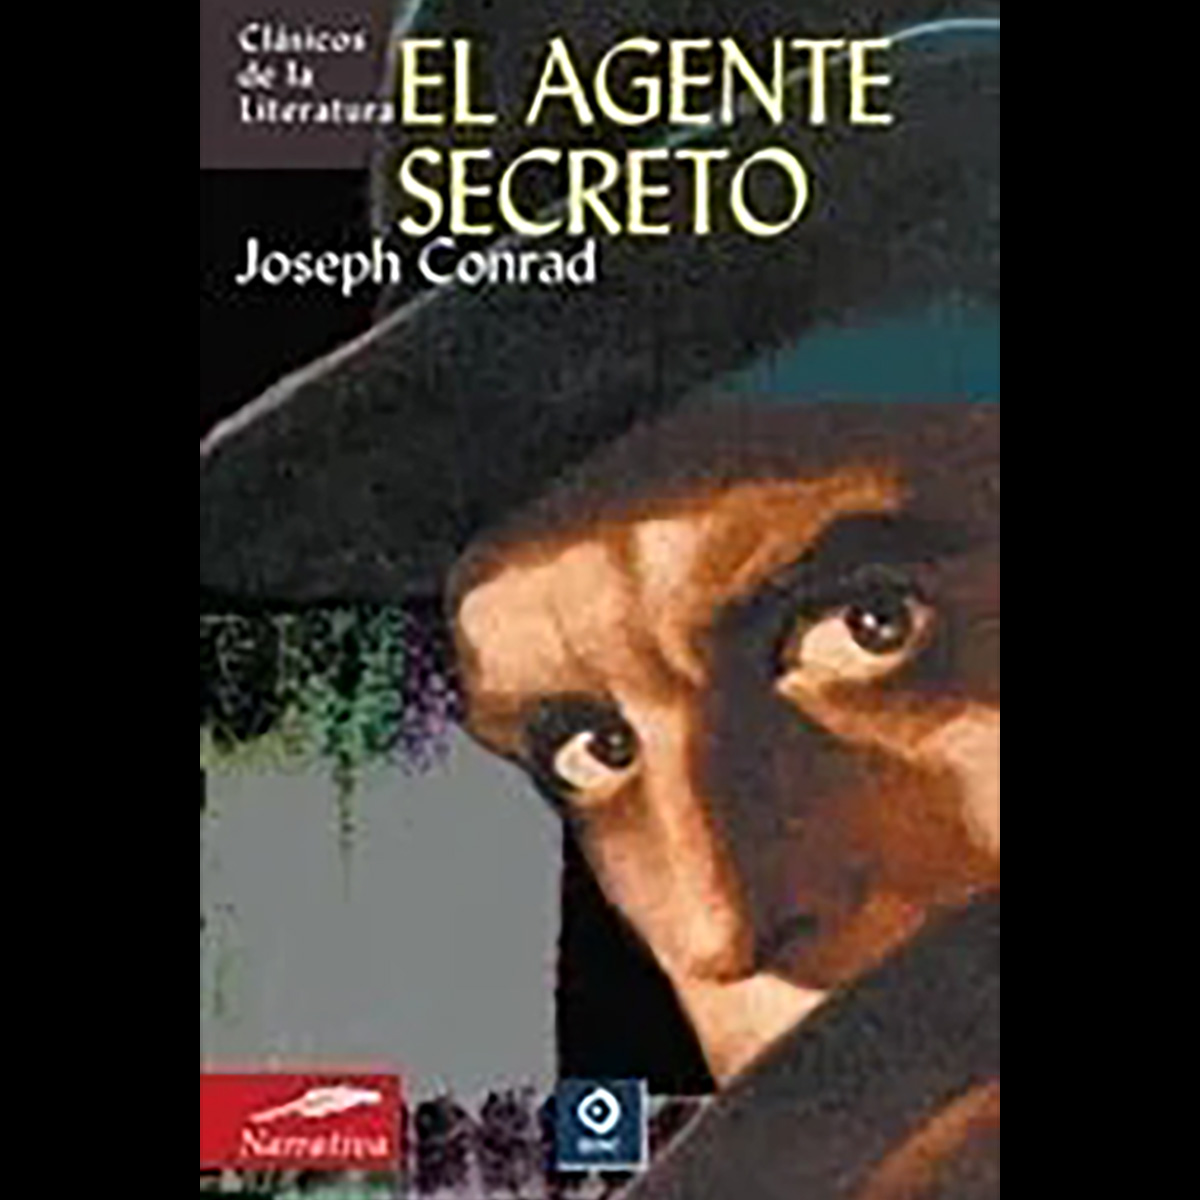 Clásicos
de la
Literatura
EL AGENTE
SECRETO
Joseph Conrad
Narrativa